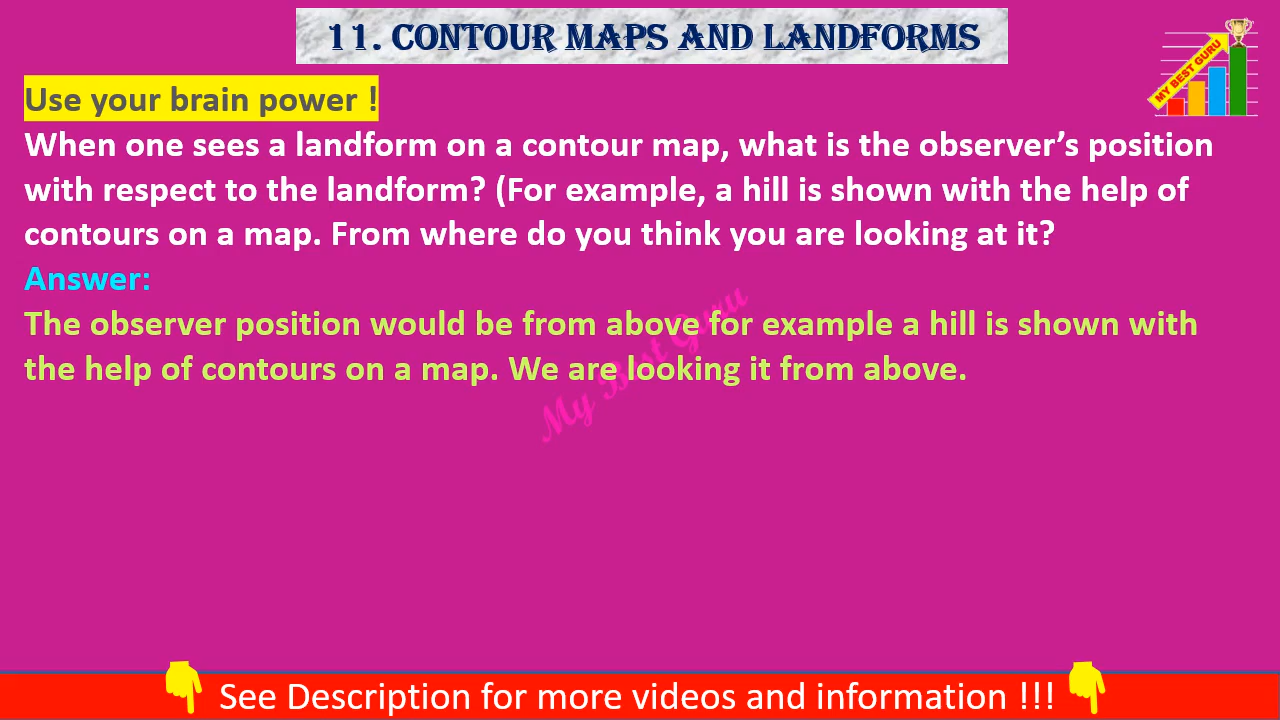 11. CONTOUR MAPS AND LANDFORMS
MY BEST GURU
Use your brain power !
When one sees a landform on a contour map, what is the observer’s position
with respect to the landform? (For example, a hill is shown with the help of
contours on a map. From where do you think you are looking at it?
Answer:
The observer position would be from above for example a hill is shown with
the help of contours on a map. We are looking it from above.
My Best Guru
See Description for more videos and information !!!